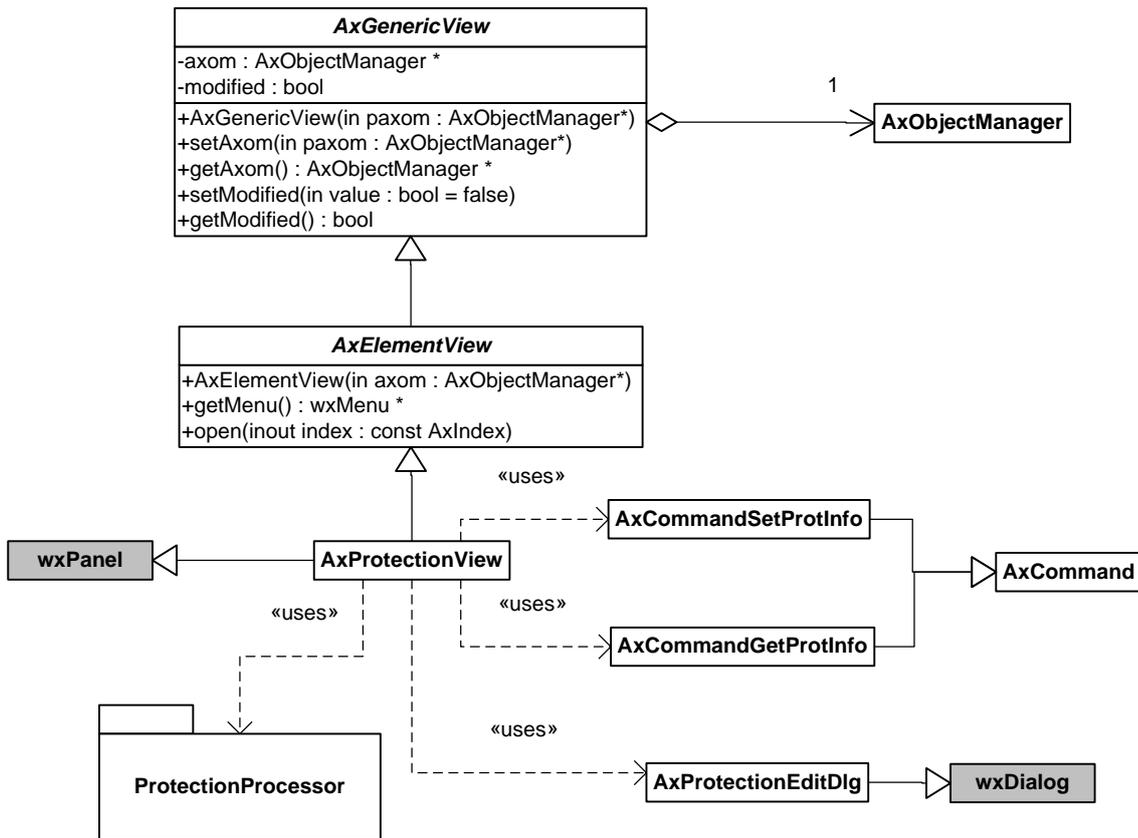 AxGenericView
-axom : AxObjectManager *
-modified : bool
+AxGenericView(in paxom : AxObjectManager*)
+setAxom(in paxom : AxObjectManager*)
+getAxom() : AxObjectManager *
+setModified(in value : bool = false)
+getModified() : bool
1
AxObjectManager
AxElementView
+AxElementView(in axom : AxObjectManager*)
+getMenu() : wxMenu *
+open(inout index : const AxIndex)
«uses»
AxCommandSetProtInfo
wxPanel
AxProtectionView
AxCommand
«uses»
«uses»
AxCommandGetProtInfo
«uses»
ProtectionProcessor
AxProtectionEditDlg
wxDialog